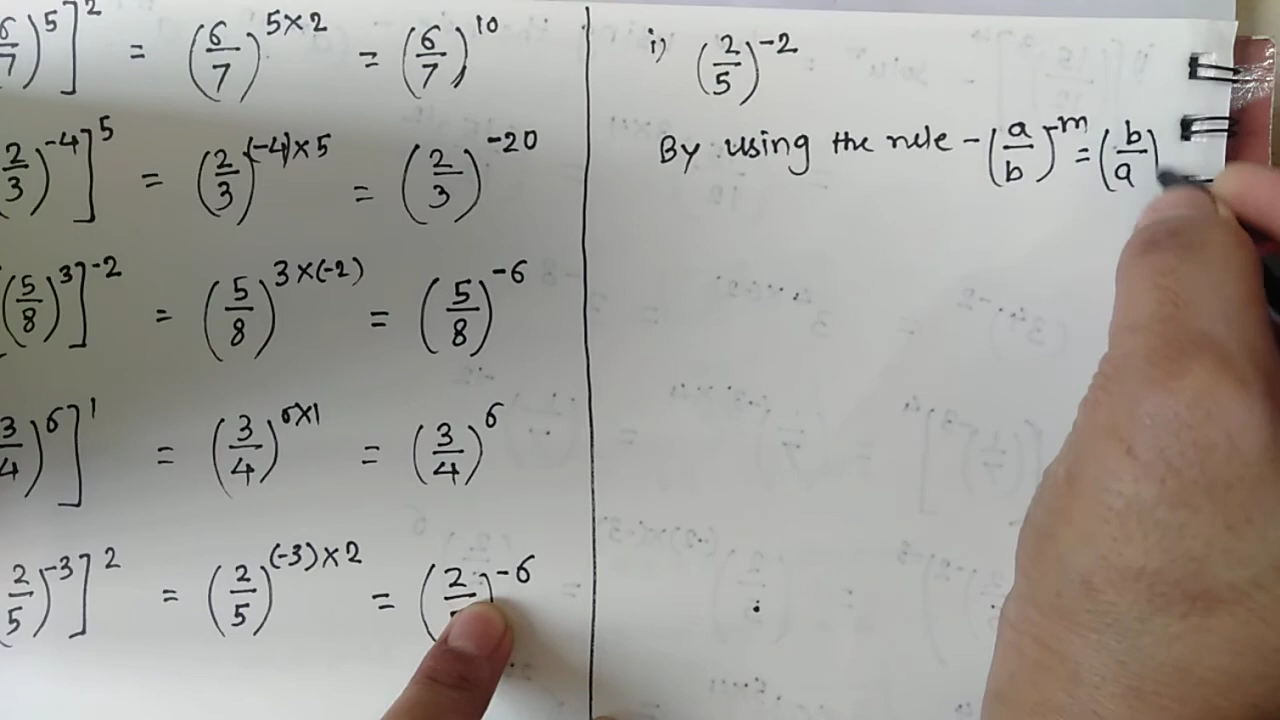 (6/7)^5]^2 = (6/7)^5×2 = (6/7)^10
(2/3)^-4]^5 = (2/3)^(-4)×5 = (2/3)^-20
[(5/8)^3]^-2 = (5/8)^3×(-2) = (5/8)^-6
(3/4)^6]^1 = (3/4)^6×1 = (3/4)^6
(2/5)^-3]^2 = (2/5)^(-3)×2 = (2/5)^-6
i) (2/5)^-2
By using the rule - (a/b)^-m = (b/a)